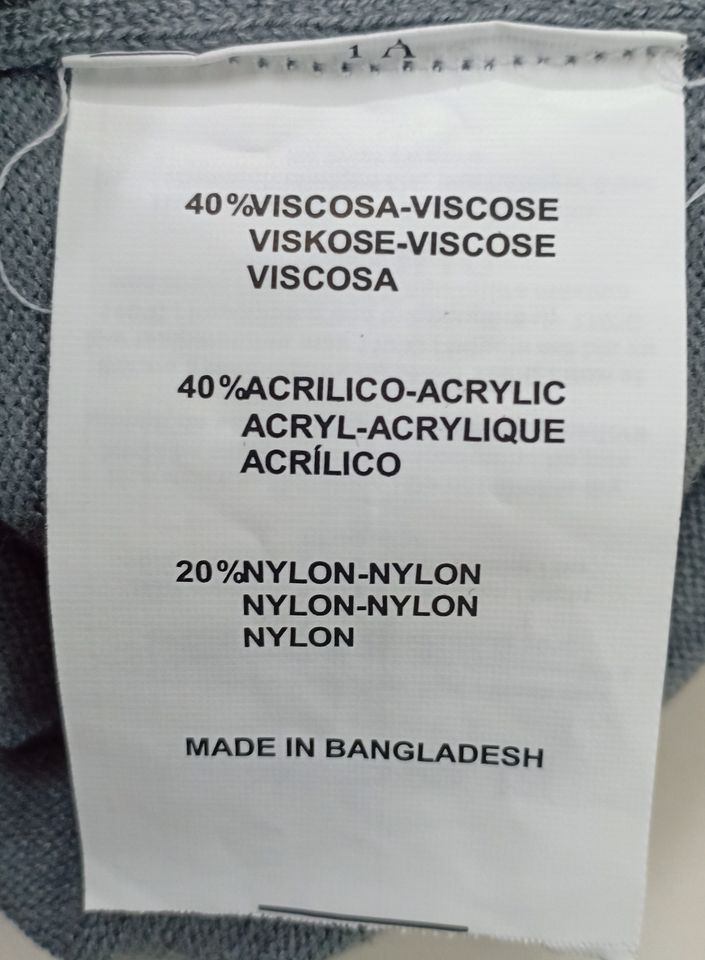 40%VISCOSA-VISCOSE
VISKOSE-VISCOSE
VISCOSA
40%ACRILICO-ACRYLIC
ACRYL-ACRYLIQUE
ACRÍLICO
20%NYLON-NYLON
NYLON-NYLON
NYLON
MADE IN BANGLADESH